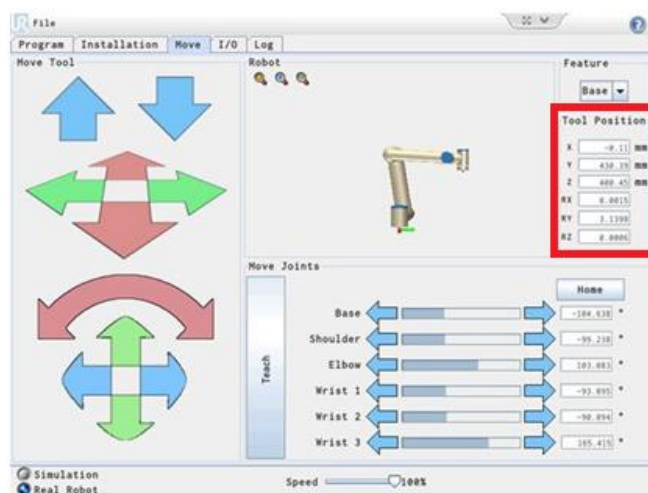 UR File
Program Installation Move I/O Log
Move Tool
Robot
Feature
Base
Tool Position
X -0.11 mm
Y 430.39 mm
Z 400.45 mm
RX 0.0015
RY 3.1398
RZ 0.0006
Move Joints
Home
Teach
Base -104.638 °
Shoulder -99.238 °
Elbow 103.083 °
Wrist 1 -93.895 °
Wrist 2 -90.094 °
Wrist 3 165.415 °
Simulation
Real Robot
Speed 100%